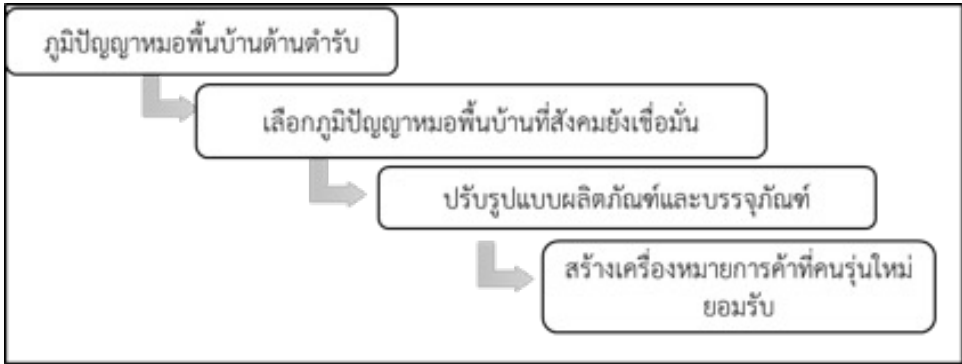 ภูมิปัญญาหมอพื้นบ้านด้านตำรับ
เลือกภูมิปัญญาหมอพื้นบ้านที่สังคมยังเชื่อมั่น
ปรับรูปแบบผลิตภัณฑ์และบรรจุภัณฑ์
สร้างเครื่องหมายการค้าที่คนรุ่นใหม่
ยอมรับ